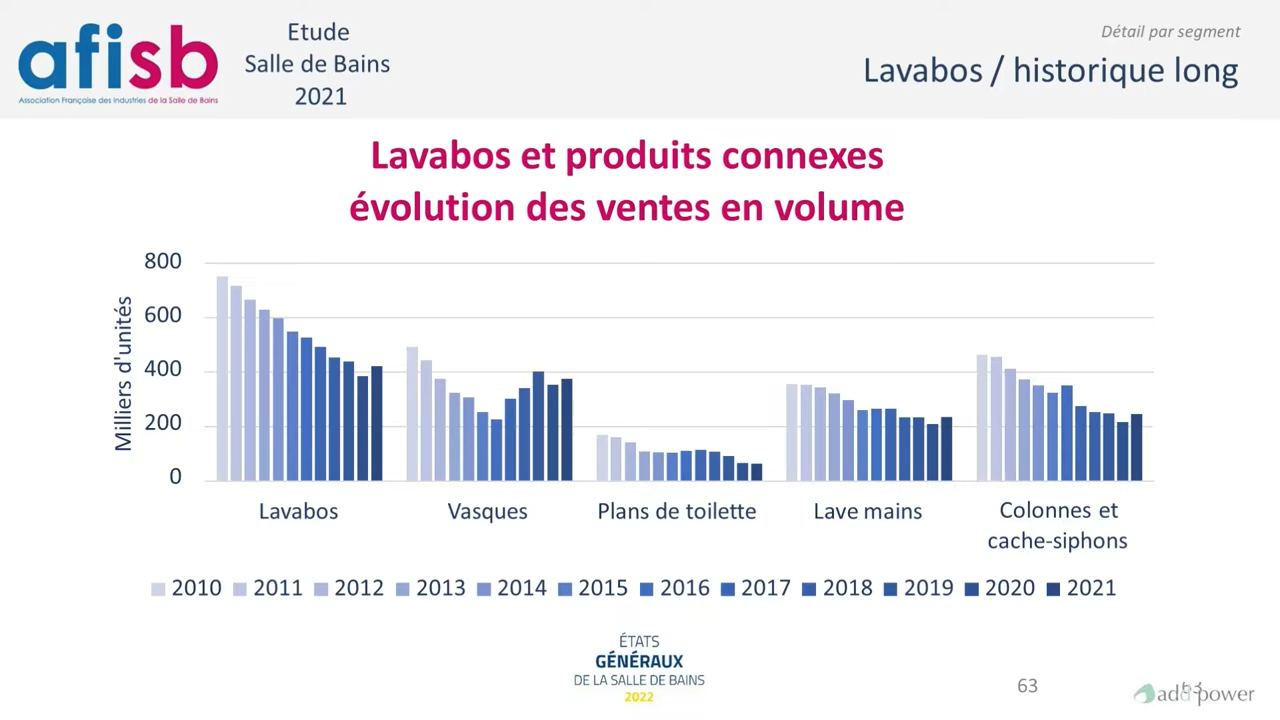 afisb
Association Française des Industries de la Salle de Bains
Etude
Salle de Bains
2021
Détail par segment
Lavabos / historique long
Lavabos et produits connexes
évolution des ventes en volume
Milliers d'unités
800
600
400
200
0
Lavabos
Vasques
Plans de toilette
Lave mains
Colonnes et
cache-siphons
2010 2011 2012 2013 2014 2015 2016 2017 2018 2019 2020 2021
ÉTATS
GÉNÉRAUX
DE LA SALLE DE BAINS
2022
63
63
add power